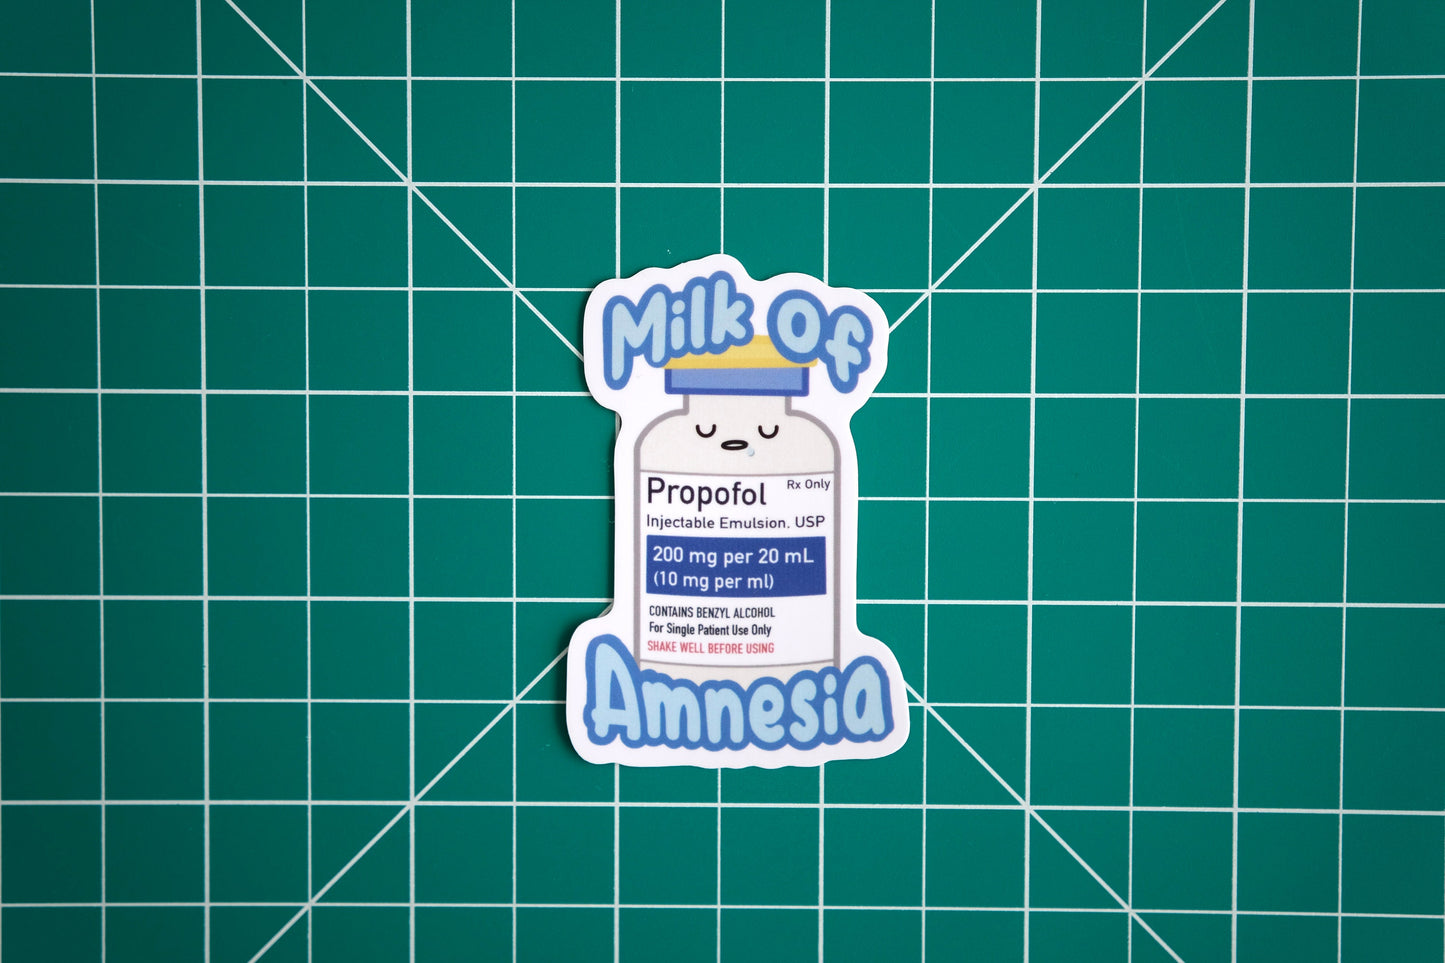 Milk Of
Propofol
Rx Only
Injectable Emulsion. USP
200 mg per 20 mL
(10 mg per ml)
CONTAINS BENZYL ALCOHOL
For Single Patient Use Only
SHAKE WELL BEFORE USING
Amnesia